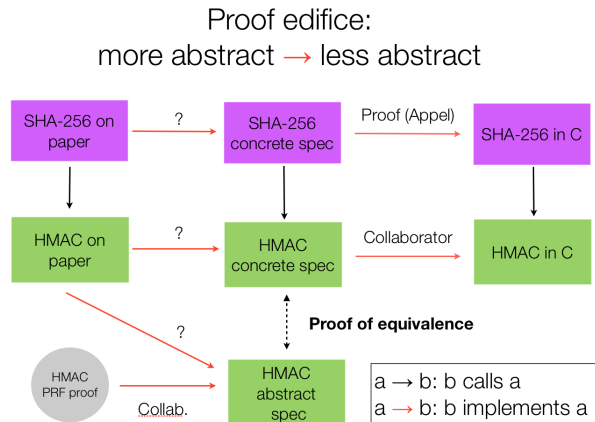 Proof edifice:
more abstract → less abstract
SHA-256 on
paper
?
SHA-256
concrete spec
Proof (Appel)
SHA-256 in C
HMAC on
paper
?
HMAC
concrete spec
Collaborator
HMAC in C
?
Proof of equivalence
HMAC
PRF proof
Collab.
HMAC
abstract
spec
a → b: b calls a
a → b: b implements a